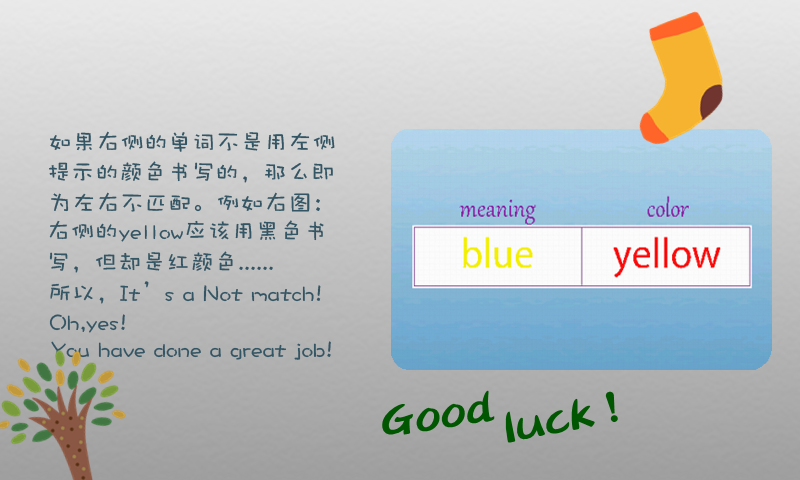 如果右侧的单词不是用左侧
提示的颜色书写的，那么即
为左右不匹配。例如右图：
右侧的yellow应该用黑色书
写，但却是红颜色......
所以，It’s a Not match!
Oh,yes!
You have done a great job!
meaning color
blue yellow
Good luck!